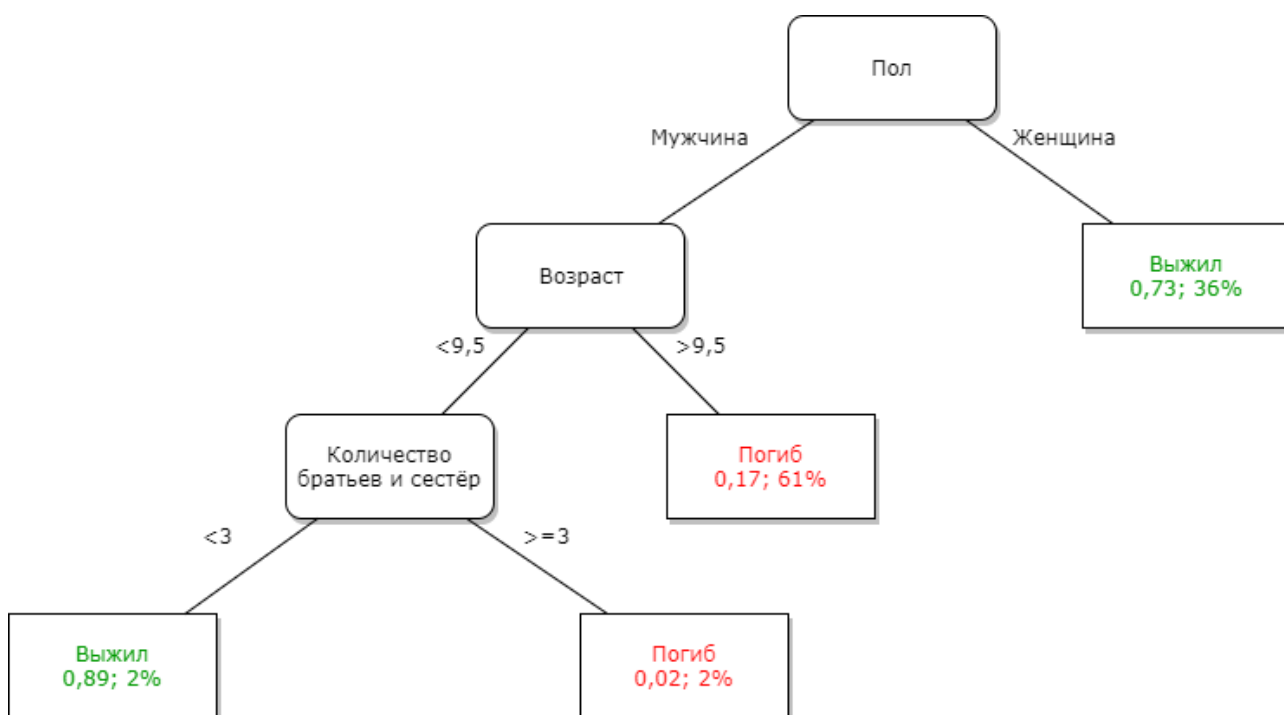 Пол
Мужчина
Женщина
Возраст
Выжил
0,73; 36%
<9,5
>9,5
Количество
братьев и сестёр
Погиб
0,17; 61%
<3
>=3
Выжил
0,89; 2%
Погиб
0,02; 2%